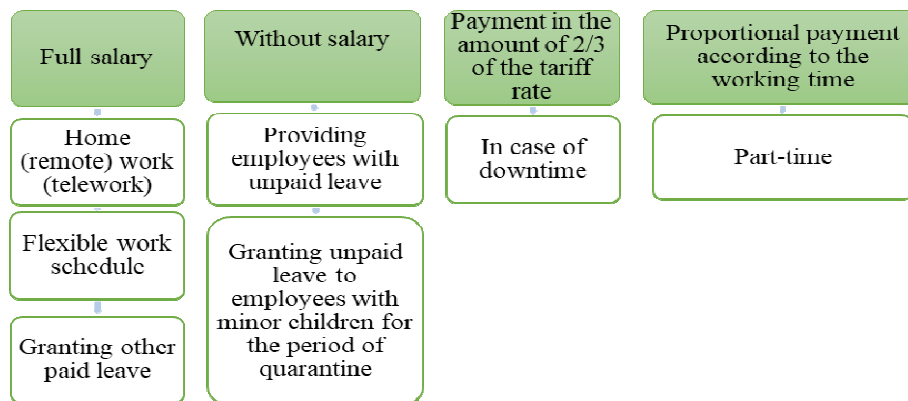 Full salary
Home
(remote) work
(telework)
Flexible work
schedule
Granting other
paid leave
Without salary
Providing
employees with
unpaid leave
Granting unpaid
leave to
employees with
minor children for
the period of
quarantine
Payment in the
amount of 2/3
of the tariff
rate
In case of
downtime
Proportional payment
according to the
working time
Part-time